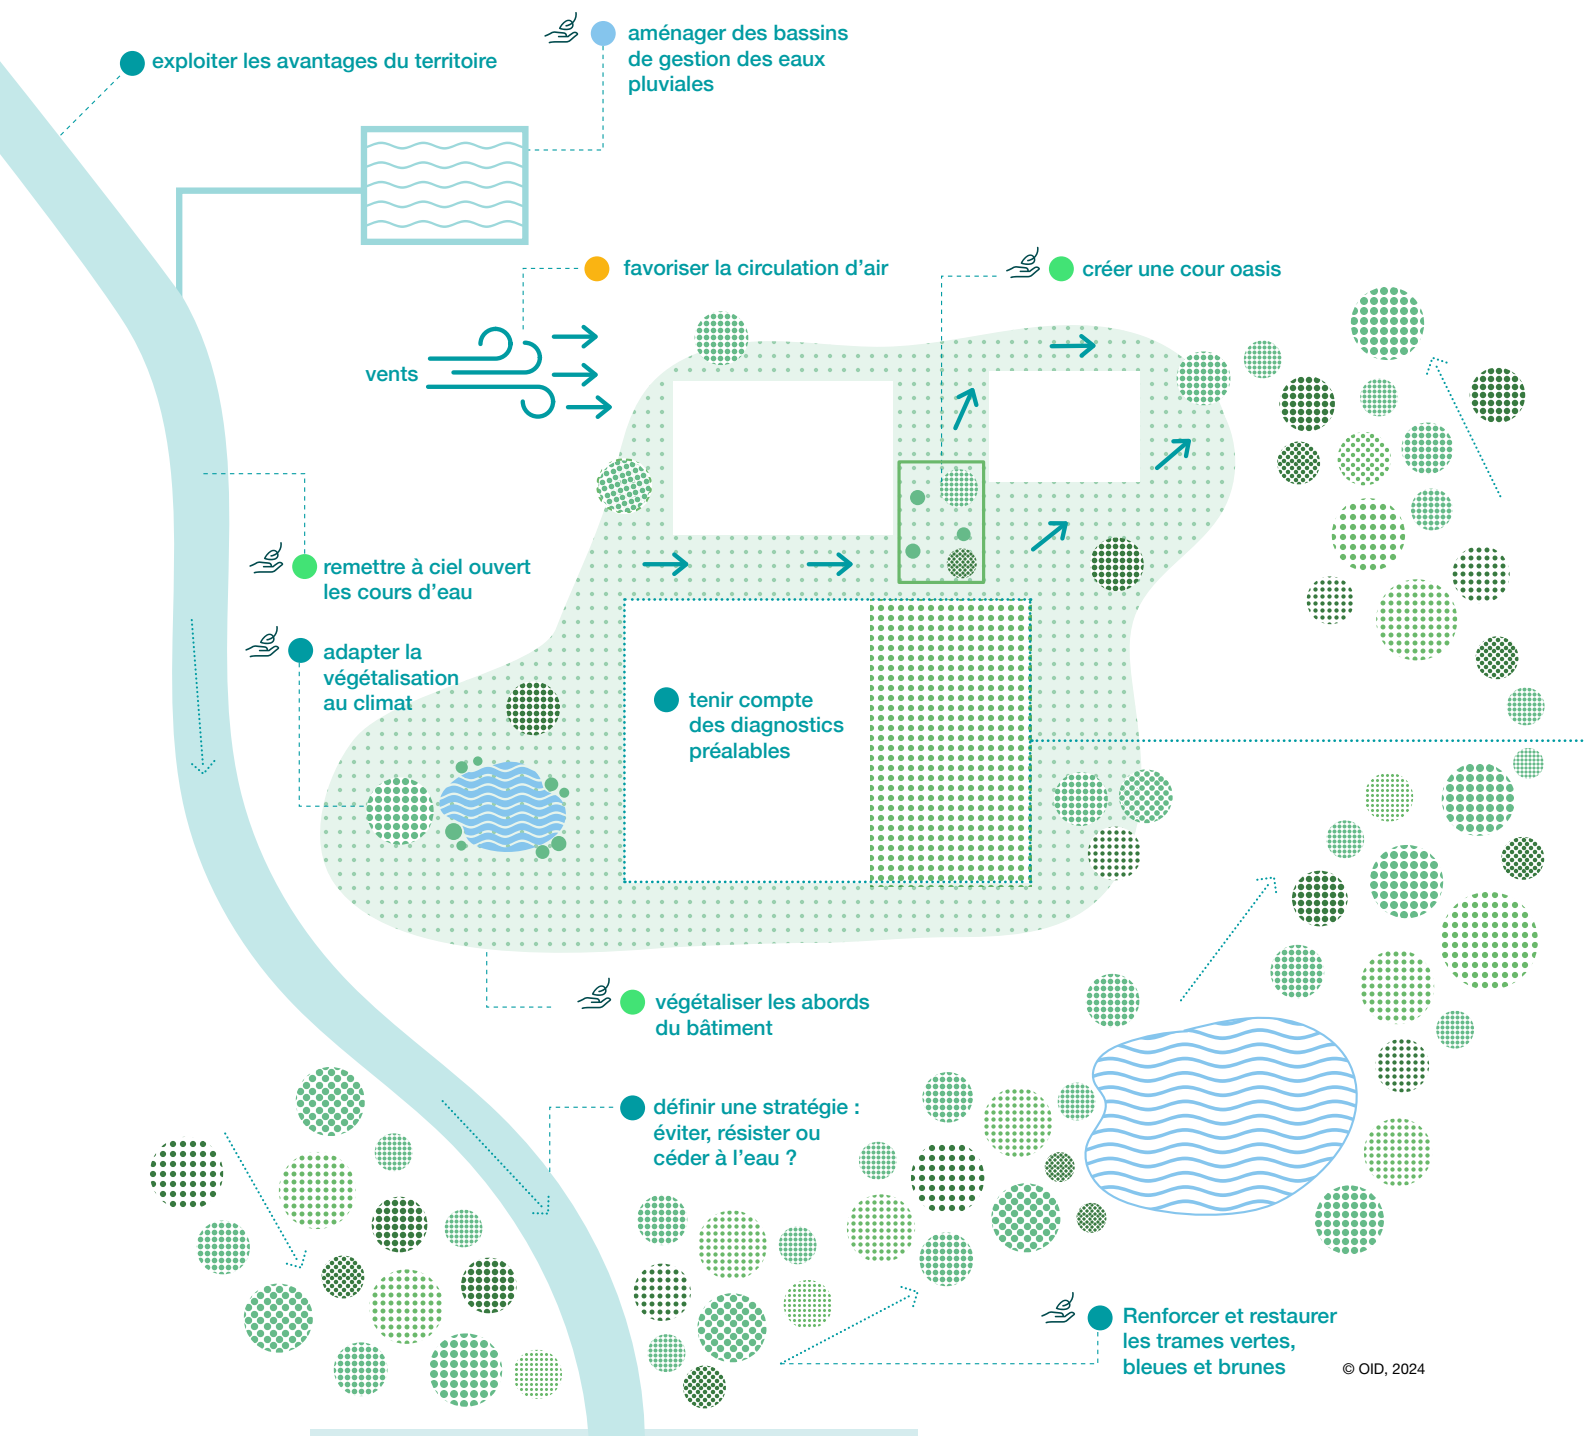 exploiter les avantages du territoire
aménager des bassins
de gestion des eaux
pluviales
favoriser la circulation d’air
créer une cour oasis
vents
remettre à ciel ouvert
les cours d’eau
adapter la
végétalisation
au climat
tenir compte
des diagnostics
préalables
végétaliser les abords
du bâtiment
définir une stratégie :
éviter, résister ou
céder à l’eau ?
Renforcer et restaurer
les trames vertes,
bleues et brunes
© OID, 2024